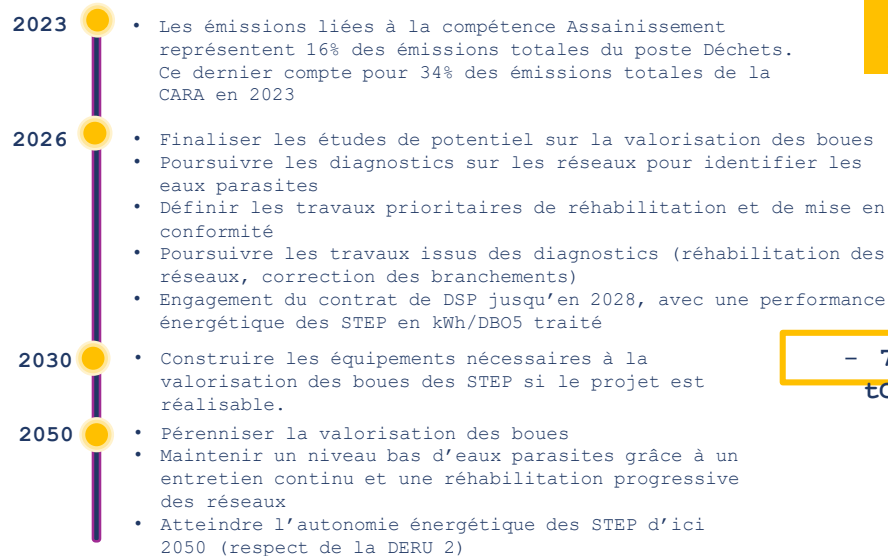 2023
• Les émissions liées à la compétence Assainissement
représentent 16% des émissions totales du poste Déchets.
Ce dernier compte pour 34% des émissions totales de la
CARA en 2023
2026
• Finaliser les études de potentiel sur la valorisation des boues
• Poursuivre les diagnostics sur les réseaux pour identifier les
eaux parasites
• Définir les travaux prioritaires de réhabilitation et de mise en
conformité
• Poursuivre les travaux issus des diagnostics (réhabilitation des
réseaux, correction des branchements)
• Engagement du contrat de DSP jusqu’en 2028, avec une performance
énergétique des STEP en kWh/DBO5 traité
2030
• Construire les équipements nécessaires à la
valorisation des boues des STEP si le projet est
réalisable.
- 7
2050
• Pérenniser la valorisation des boues
• Maintenir un niveau bas d’eaux parasites grâce à un
entretien continu et une réhabilitation progressive
des réseaux
• Atteindre l’autonomie énergétique des STEP d’ici
2050 (respect de la DERU 2)